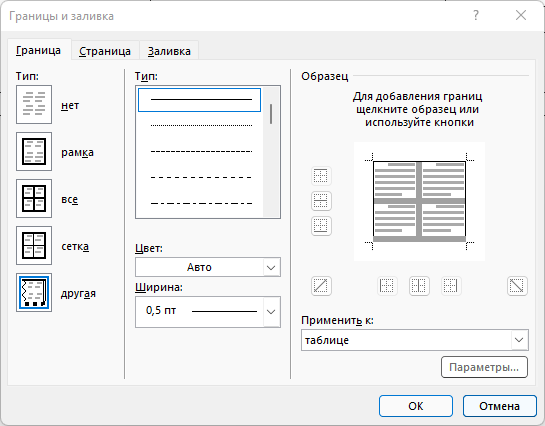 Границы и заливка
Граница
Страница
Заливка
Тип:
нет
рамка
все
сетка
другая
Тип:
Цвет:
Авто
Ширина:
0,5 пт
Образец
Для добавления границ
щелкните образец или
используйте кнопки
Применить к:
таблице
Параметры...
ОК
Отмена